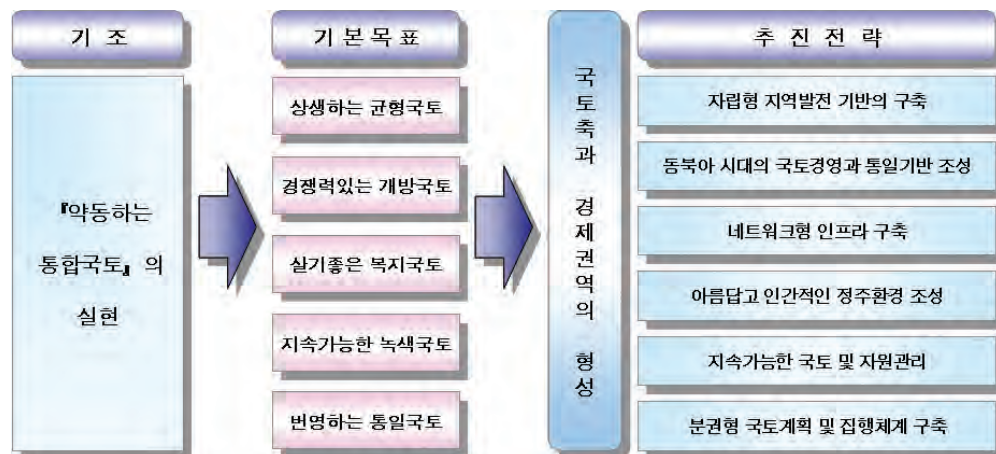 기 조
『약동하는
통합국토』의
실현
기 본 목 표
상생하는 균형국토
경쟁력있는 개방국토
살기좋은 복지국토
지속가능한 녹색국토
번영하는 통일국토
국토축과 경제권역의 형성
추 진 전 략
자립형 지역발전 기반의 구축
동북아 시대의 국토경영과 통일기반 조성
네트워크형 인프라 구축
아름답고 인간적인 정주환경 조성
지속가능한 국토 및 자원관리
분권형 국토계획 및 집행체계 구축